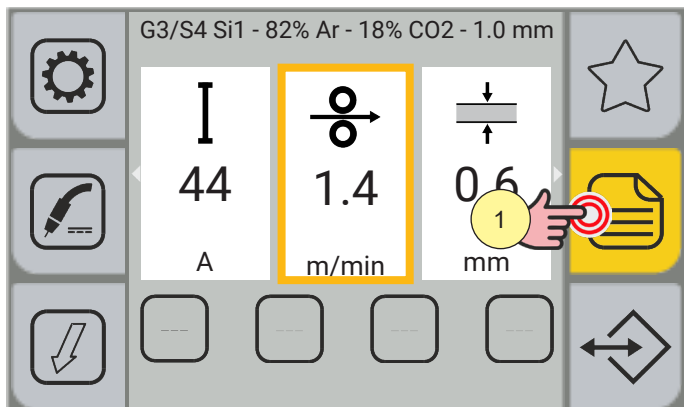 G3/S4 Si1 - 82% Ar - 18% CO2 - 1.0 mm
I
44
A
1.4
m/min
0.6
mm
1
---
---
---
---